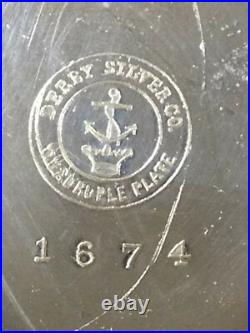 DERBY SILVER CO.
QUADRUPLE PLATE
1674